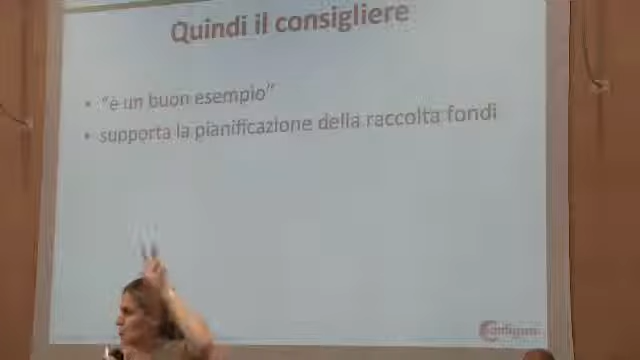 Quindi il consigliere
• "è un buon esempio"
• supporta la pianificazione della raccolta fondi